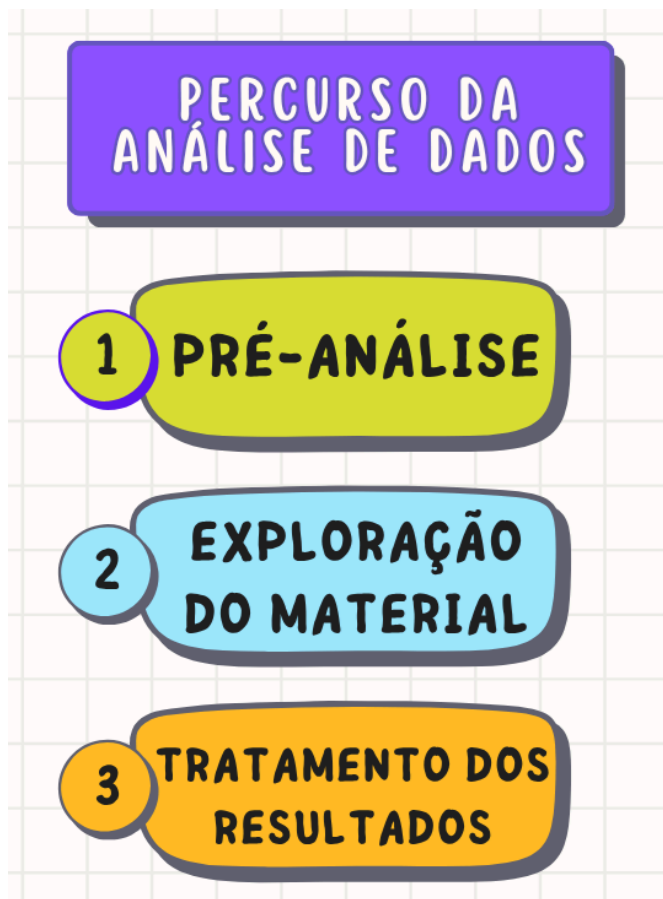 PERCURSO DA
ANÁLISE DE DADOS
1 PRÉ-ANÁLISE
2 EXPLORAÇÃO
DO MATERIAL
3 TRATAMENTO DOS
RESULTADOS